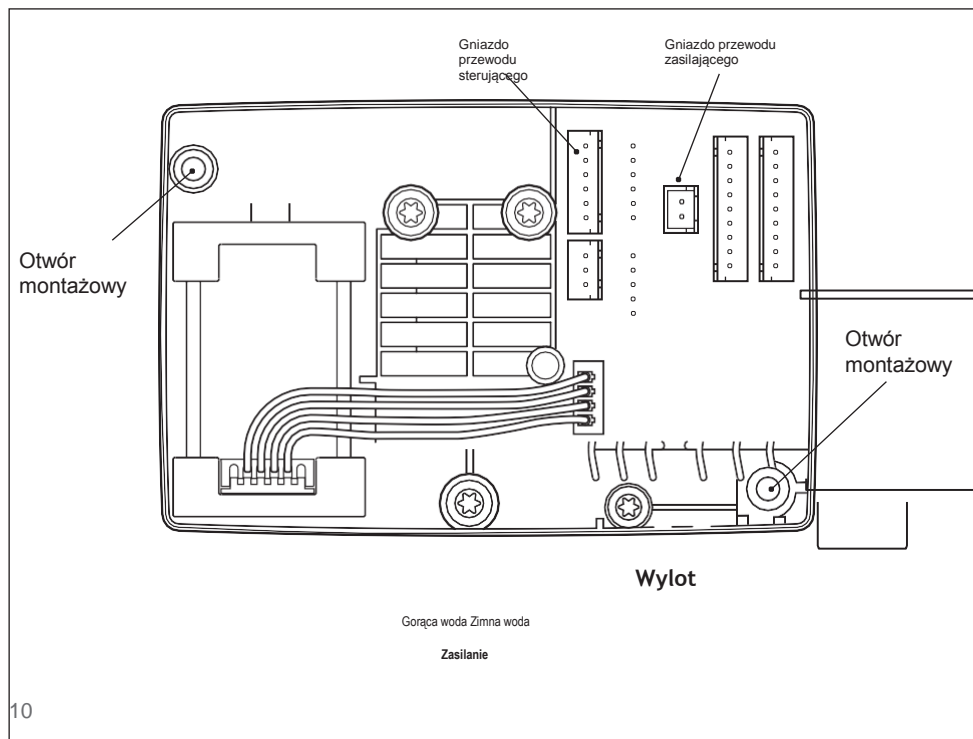 Gniazdo
przewodu
sterującego
Gniazdo przewodu
zasilającego
Otwór
montażowy
Otwór
montażowy
Wylot
Gorąca woda Zimna woda
Zasilanie
10